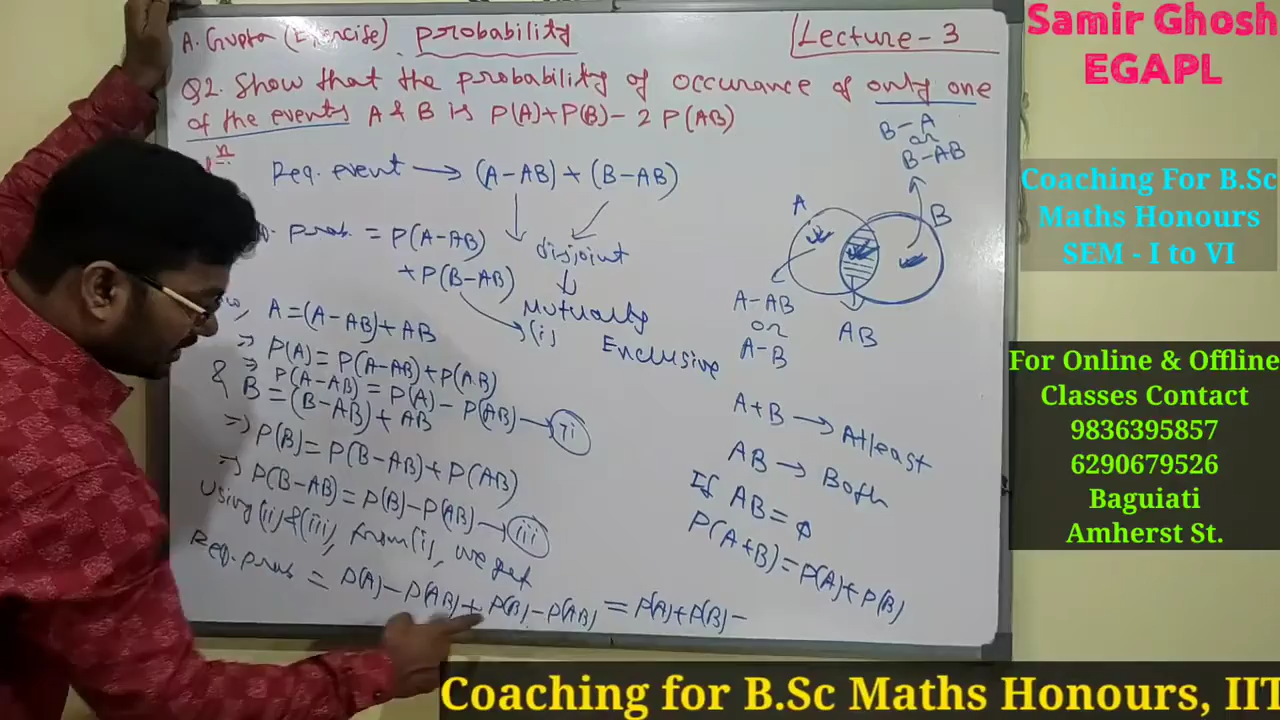 A. Gupta (Exercise) probability
Lecture-3
Q2. Show that the probability of occurance of only one
of the events A & B is P(A)+P(B)-2P(AB)
Req. event → (A-AB)+(B-AB)
disjoint
Mutually
Exclusive
prob. = P(A-AB)
+P(B-AB)
(i)
A=(A-AB)+AB
⇒ P(A)=P(A-AB)+P(AB)
⇒ P(A-AB)=P(A)-P(AB) → (ii)
& B=(B-AB)+AB
⇒ P(B)=P(B-AB)+P(AB)
⇒ P(B-AB)=P(B)-P(AB) → (iii)
Using (ii) & (iii), from (i), we get
Req. prob = P(A)-P(AB)+P(B)-P(AB) = P(A)+P(B)-
B-A
or
B-AB
A
B
A-AB
or
A-B
AB
A+B → Atleast
AB → Both
If AB=φ
P(A+B)=P(A)+P(B)
Samir Ghosh
EGAPL
Coaching For B.Sc
Maths Honours
SEM - I to VI
For Online & Offline
Classes Contact
9836395857
6290679526
Baguiati
Amherst St.
Coaching for B.Sc Maths Honours, IIT